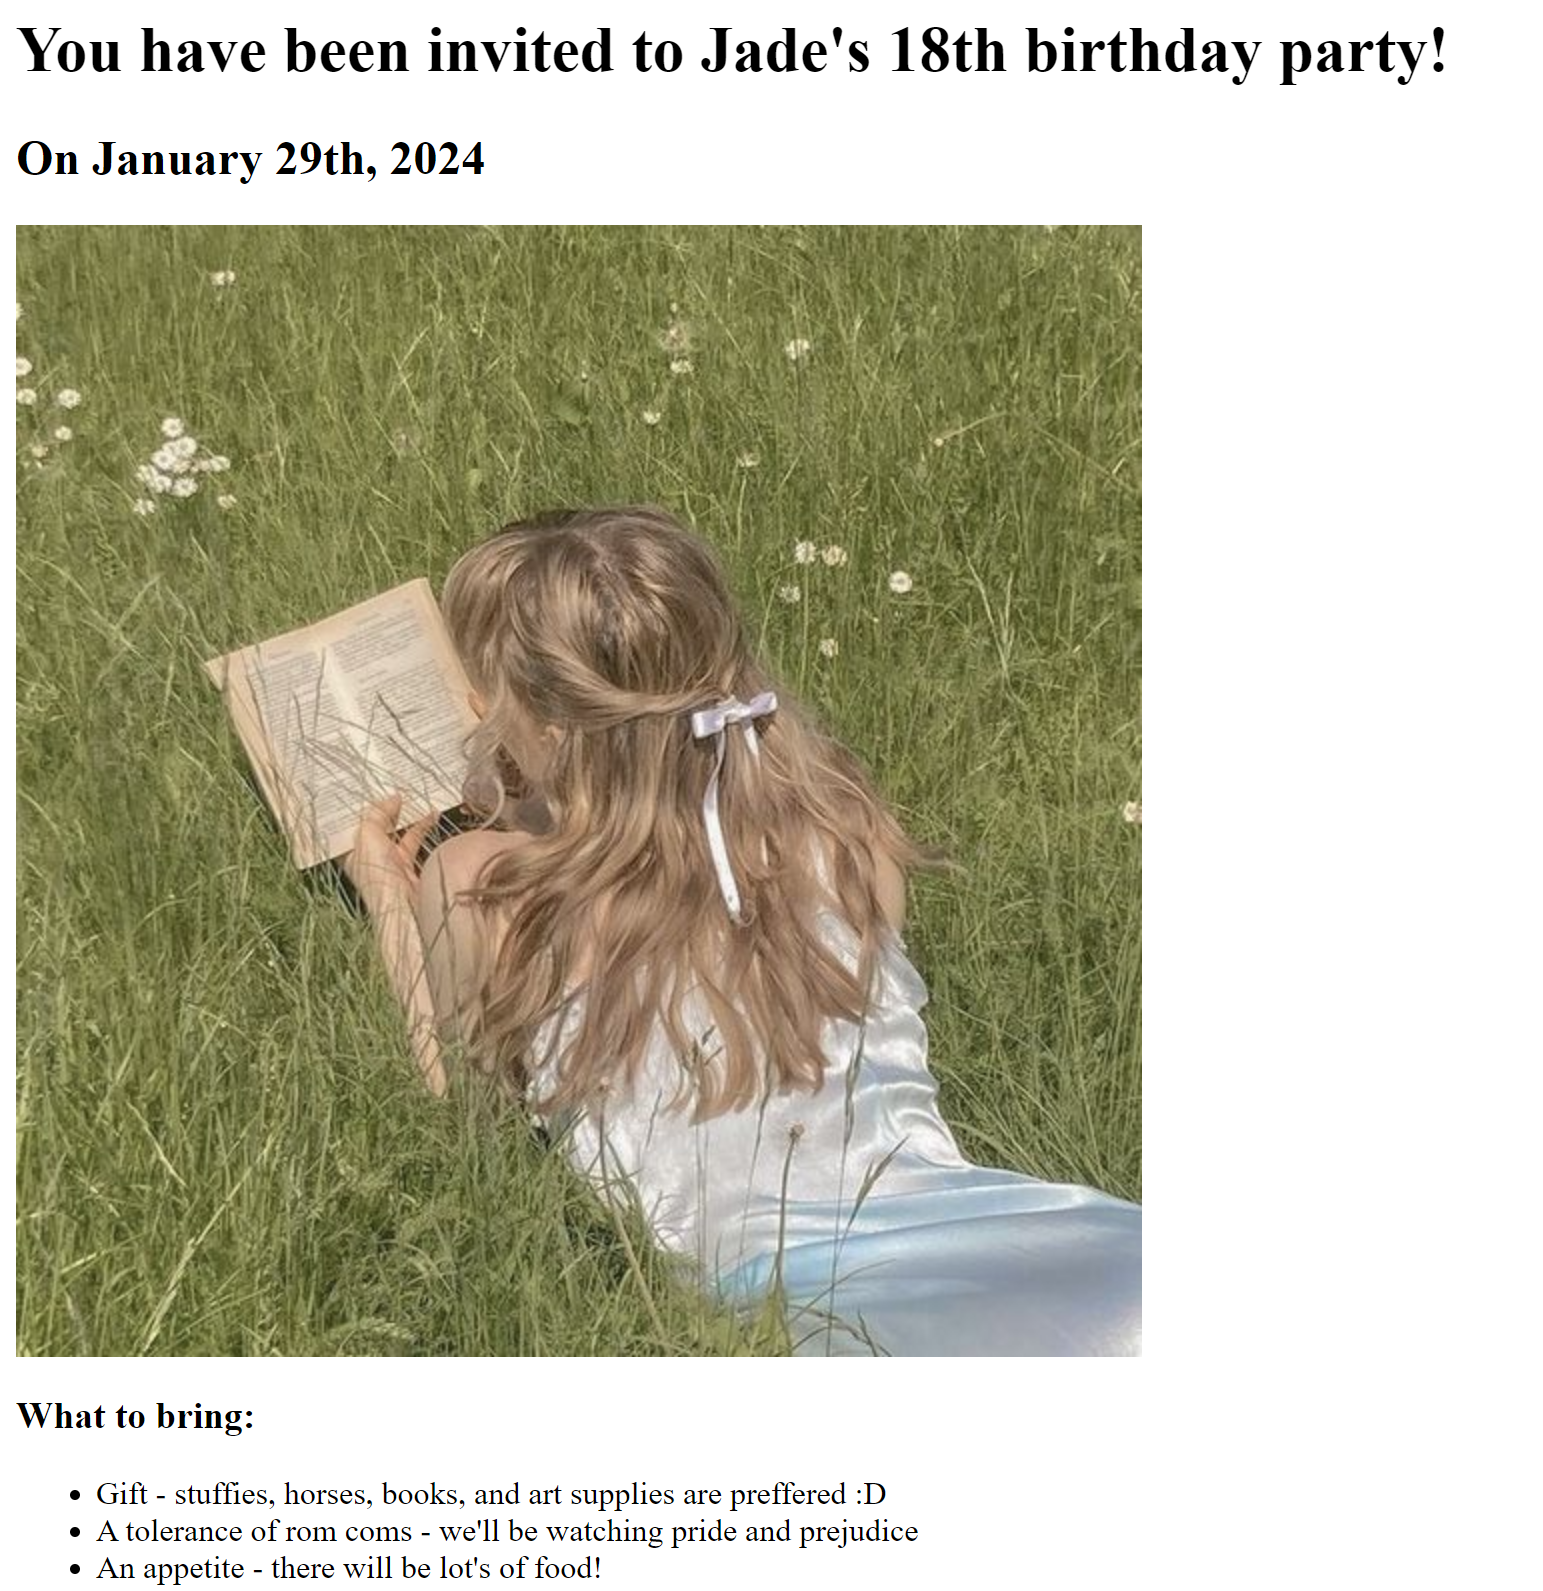 You have been invited to Jade's 18th birthday party!
On January 29th, 2024
What to bring:
• Gift - stuffies, horses, books, and art supplies are preffered :D
• A tolerance of rom coms - we'll be watching pride and prejudice
• An appetite - there will be lot's of food!